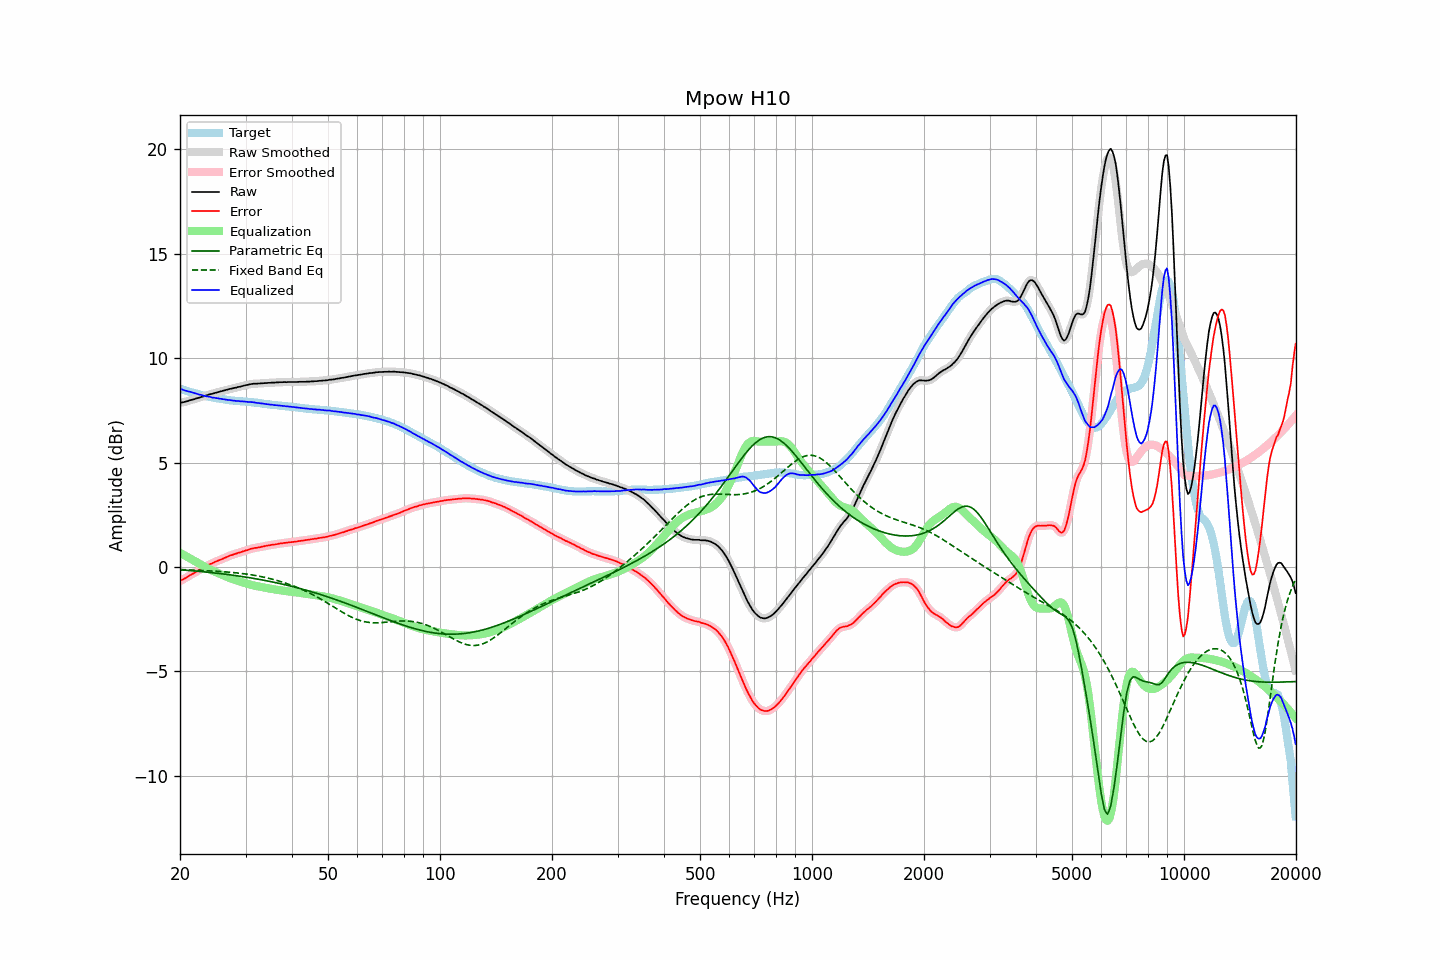 Mpow H10
Target
Raw Smoothed
Error Smoothed
Raw
Error
Equalization
Parametric Eq
Fixed Band Eq
Equalized
20
15
10
5
0
−5
−10
Amplitude (dBr)
20 50 100 200 500 1000 2000 5000 10000 20000
Frequency (Hz)